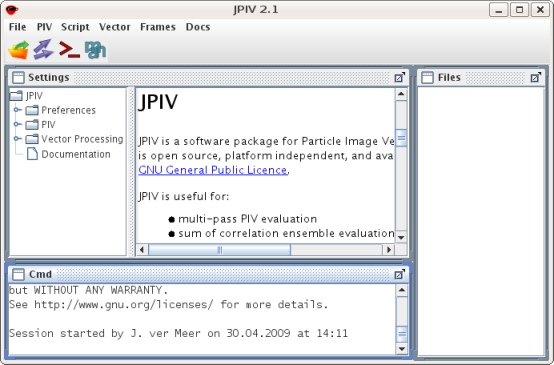 JPIV 2.1
File PIV Script Vector Frames Docs
Settings
JPIV
Preferences
PIV
Vector Processing
Documentation
JPIV
JPIV is a software package for Particle Image Ve
is open source, platform independent, and ava
GNU General Public Licence.
JPIV is useful for:
multi-pass PIV evaluation
sum of correlation ensemble evaluation
Files
Cmd
but WITHOUT ANY WARRANTY.
See http://www.gnu.org/licenses/ for more details.
Session started by J. ver Meer on 30.04.2009 at 14:11